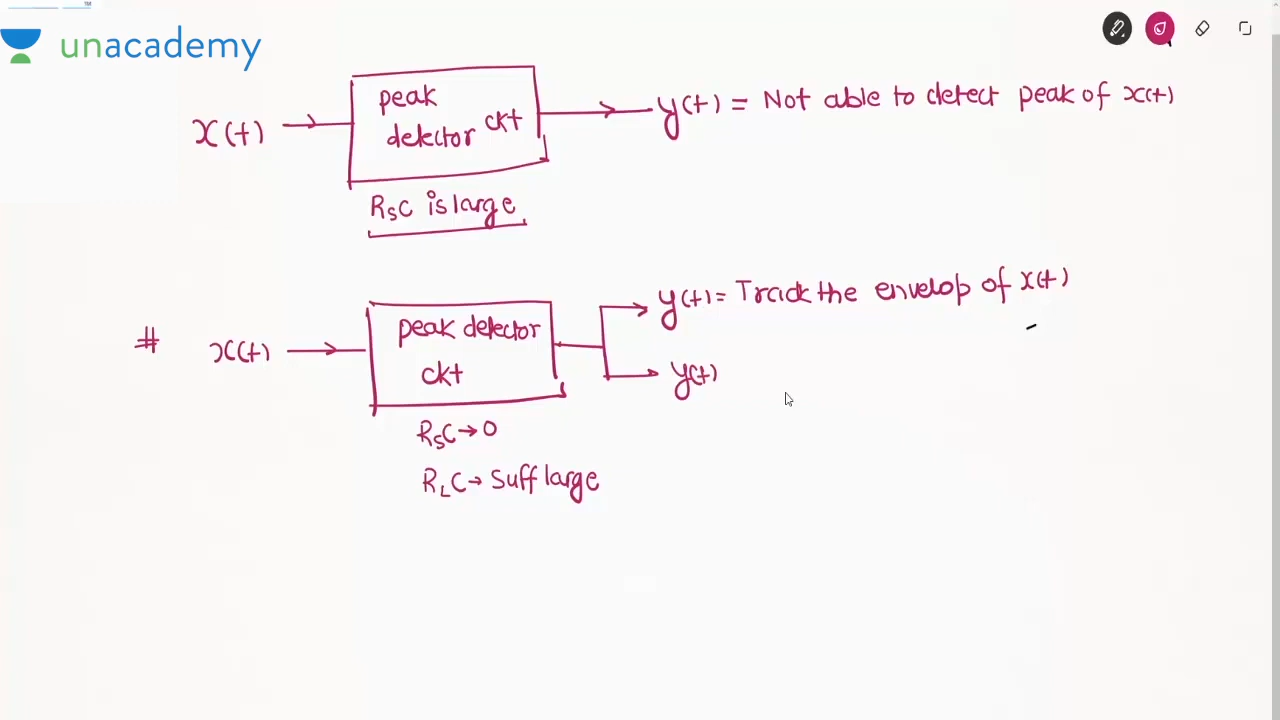 TM
unacademy
peak detector ckt
x(t)
y(t) = Not able to detect peak of x(t)
RSC is large
# x(t)
peak detector ckt
y(t) = Track the envelop of x(t)
y(t)
RSC → 0
RLC → Suff large